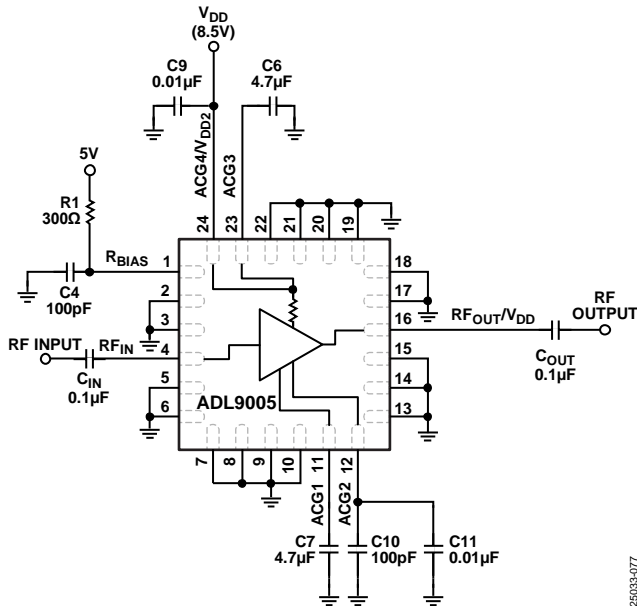 VDD
(8.5V)
C9
0.01µF
C6
4.7µF
ACG4/VDD2
ACG3
5V
R1
300Ω
24
23
22
21
20
19
RBIAS
1
C4
100pF
2
3
RF INPUT
RFIN
4
CIN
0.1µF
5
6
ADL9005
18
17
16
RFOUT/VDD
RF
OUTPUT
COUT
0.1µF
15
14
13
7
8
9
10
11
12
ACG1
ACG2
C7
4.7µF
C10
100pF
C11
0.01µF
25033-077